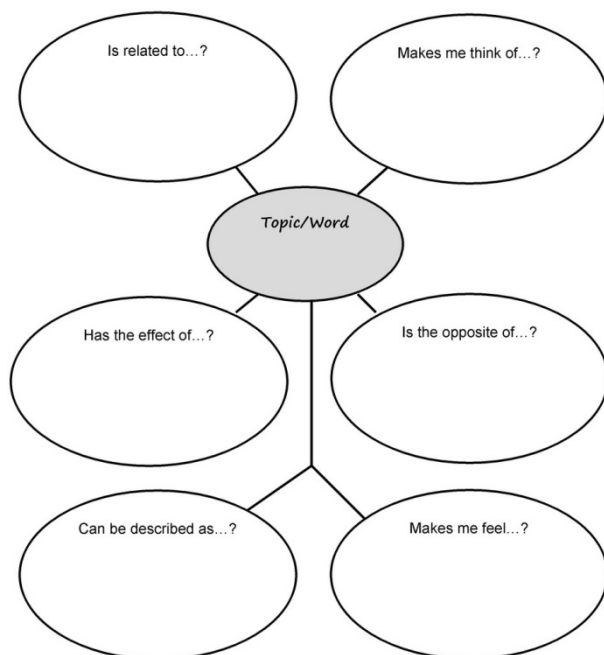 Is related to...?
Makes me think of...?
Topic/Word
Has the effect of...?
Is the opposite of...?
Can be described as...?
Makes me feel...?